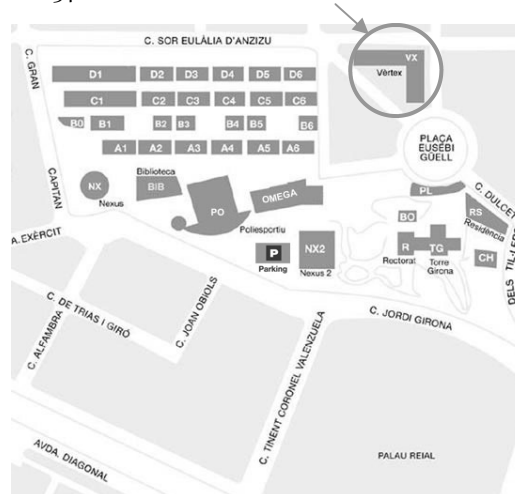 C. SOR EULÀLIA D'ANZIZU
C. GRAN
CAPITAN
VX
Vèrtex
D1 D2 D3 D4 D5 D6
C1 C2 C3 C4 C5 C6
B0 B1 B2 B3 B4 B5 B6
A1 A2 A3 A4 A5 A6
PLAÇA
EUSEBI
GÜELL
NX
Nexus
Biblioteca
BIB
PO
Poliesportiu
OMEGA
PL
C. DULCET
RS
Residència
BO
R
Rectorat
TG
Torre
Girona
CH
DELS TIL·LERS
P
Parking
NX2
Nexus 2
A. EXÈRCIT
C. JORDI GIRONA
C. DE TRIAS I GIRÓ
C. JOAN OBIOLS
C. ALFAMBRA
C. TINENT CORONEL VALENZUELA
AVDA. DIAGONAL
PALAU REIAL